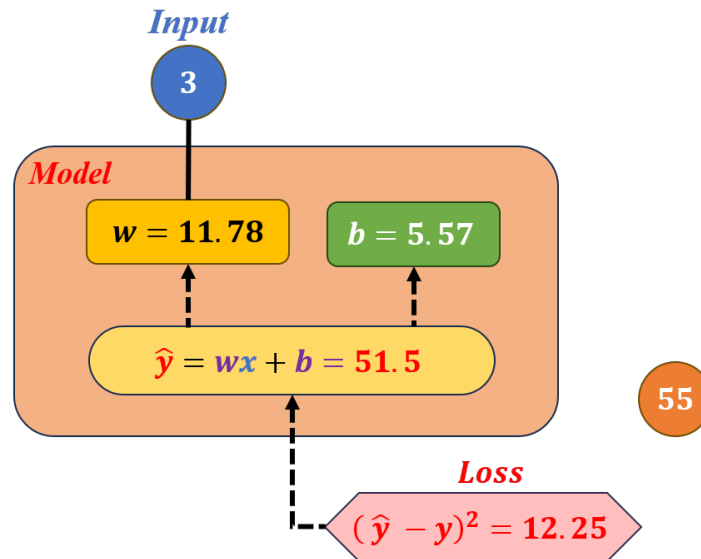 Input
3
Model
w = 11.78
b = 5.57
ŷ = wx + b = 51.5
55
Loss
(ŷ − y)² = 12.25